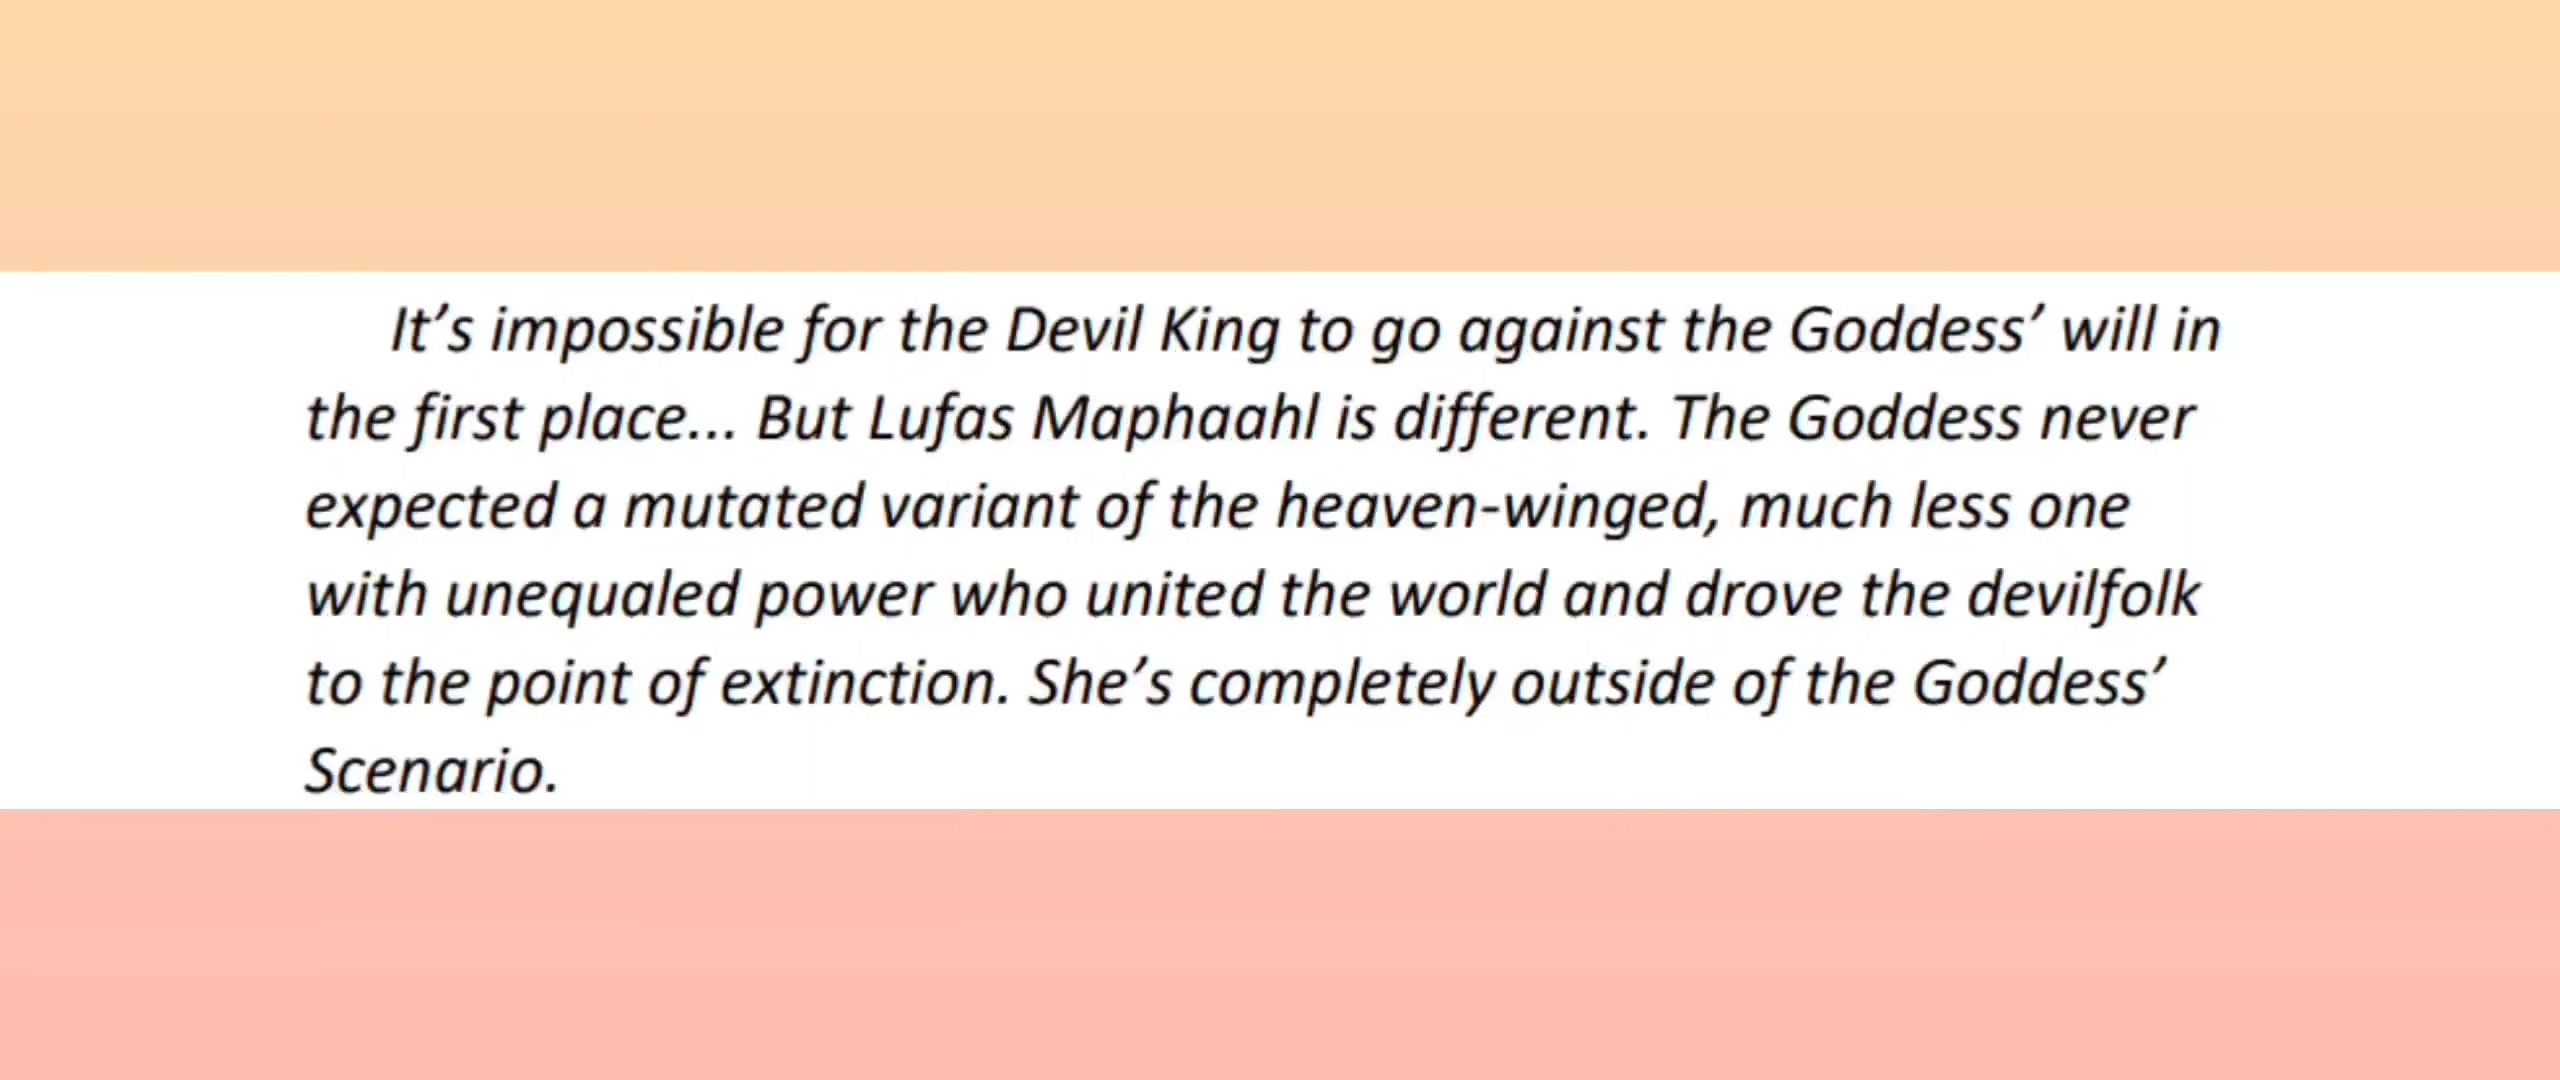 It’s impossible for the Devil King to go against the Goddess’ will in
the first place... But Lufas Maphaahl is different. The Goddess never
expected a mutated variant of the heaven-winged, much less one
with unequaled power who united the world and drove the devilfolk
to the point of extinction. She’s completely outside of the Goddess’
Scenario.